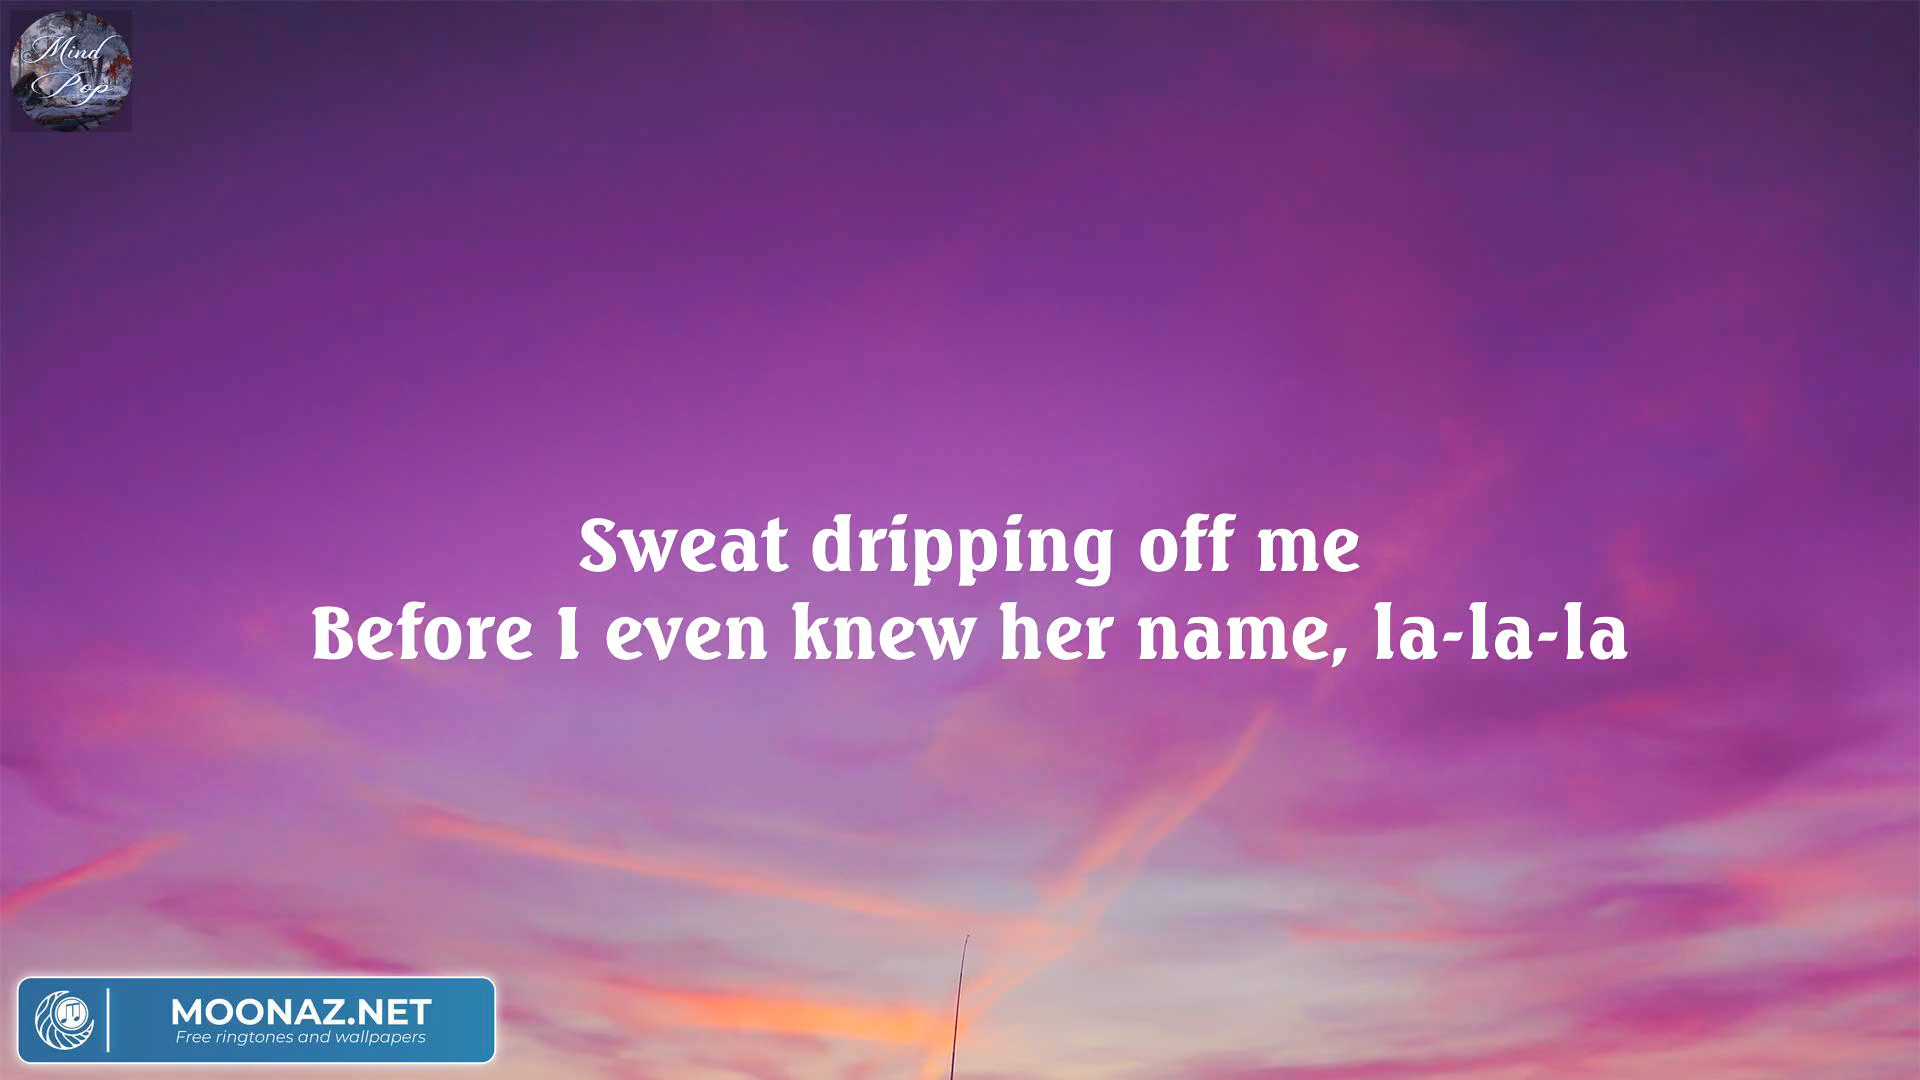 Mind
Pop
Sweat dripping off me
Before I even knew her name, la-la-la
MOONAZ.NET
Free ringtones and wallpapers